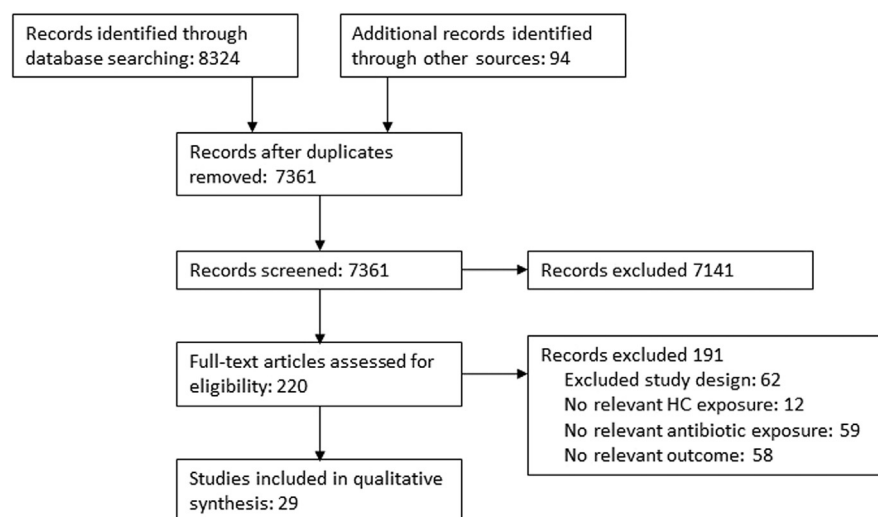 Records identified through
database searching: 8324
Additional records identified
through other sources: 94
Records after duplicates
removed: 7361
Records screened: 7361
Records excluded 7141
Full-text articles assessed for
eligibility: 220
Records excluded 191
Excluded study design: 62
No relevant HC exposure: 12
No relevant antibiotic exposure: 59
No relevant outcome: 58
Studies included in qualitative
synthesis: 29